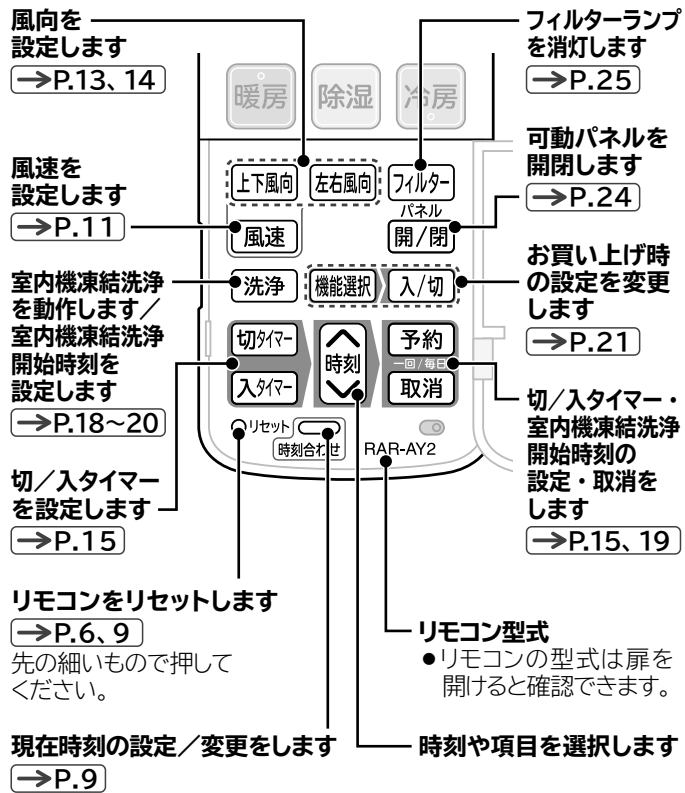 風向を
設定します
→P.13、14
風速を
設定します
→P.11
室内機凍結洗浄
を動作します／
室内機凍結洗浄
開始時刻を
設定します
→P.18～20
切／入タイマー
を設定します
→P.15
リモコンをリセットします
→P.6、9
先の細いもので押して
ください。
現在時刻の設定／変更をします
→P.9
暖房
除湿
冷房
上下風向
左右風向
フィルター
風速
パネル
開/閉
洗浄
機能選択
入/切
切タイマー
時刻
予約
一回/毎日
入タイマー
取消
リセット
時刻合わせ
RAR-AY2
フィルターランプ
を消灯します
→P.25
可動パネルを
開閉します
→P.24
お買い上げ時
の設定を変更
します
→P.21
切／入タイマー・
室内機凍結洗浄
開始時刻の
設定・取消を
します
→P.15、19
リモコン型式
●リモコンの型式は扉を
開けると確認できます。
時刻や項目を選択します